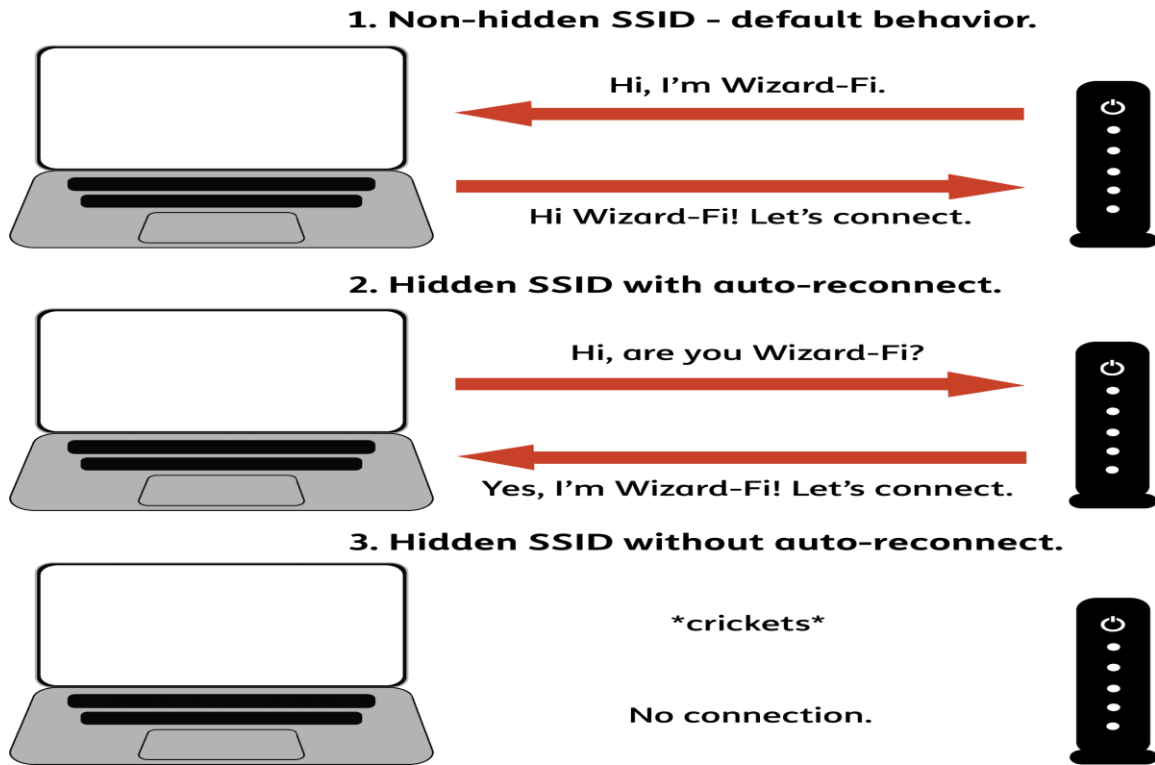 1. Non-hidden SSID - default behavior.
Hi, I'm Wizard-Fi.
Hi Wizard-Fi! Let's connect.
2. Hidden SSID with auto-reconnect.
Hi, are you Wizard-Fi?
Yes, I'm Wizard-Fi! Let's connect.
3. Hidden SSID without auto-reconnect.
*crickets*
No connection.